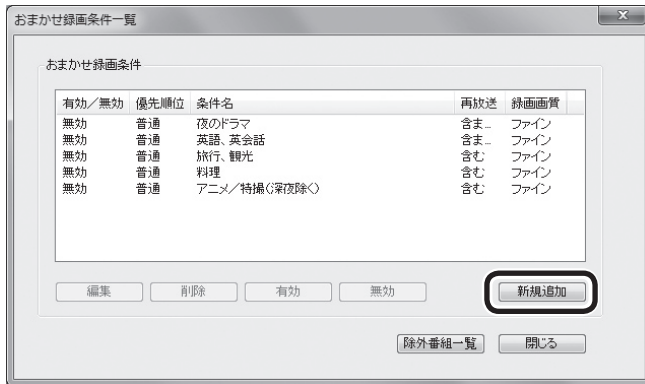 おまかせ録画条件一覧
おまかせ録画条件
有効／無効 優先順位 条件名 再放送 録画画質
無効 普通 夜のドラマ 含ま... ファイン
無効 普通 英語、英会話 含ま... ファイン
無効 普通 旅行、観光 含む ファイン
無効 普通 料理 含む ファイン
無効 普通 アニメ／特撮（深夜除く） 含む ファイン
編集 削除 有効 無効 新規追加
除外番組一覧 閉じる